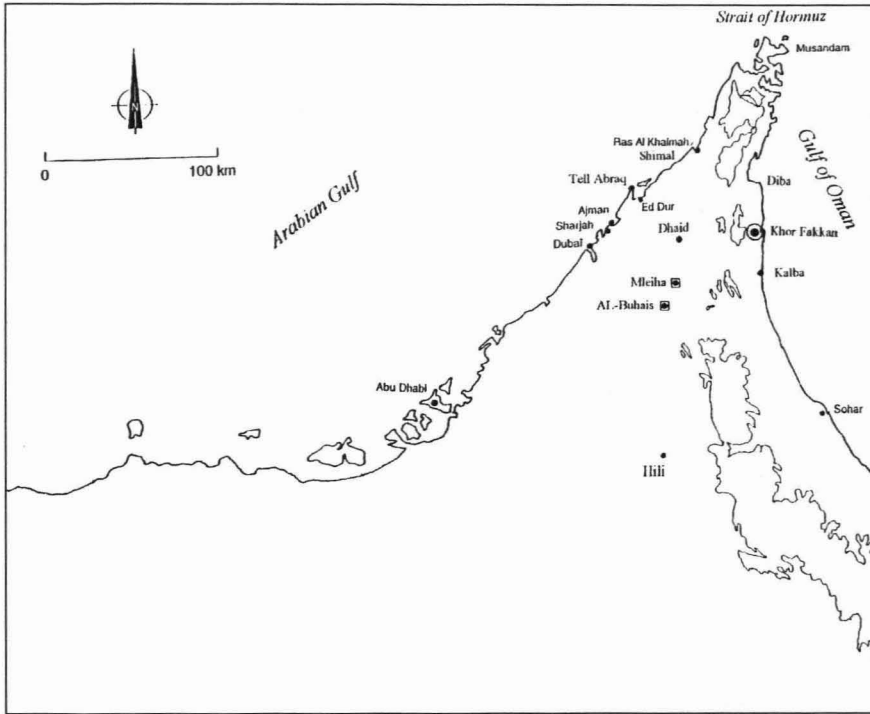 Strait of Hormuz
Musandam
N
0 100 km
Ras Al Khaimah
Shimal
Gulf of Oman
Tell Abraq
Diba
Arabian Gulf
Ed Dur
Ajman
Sharjah
Dhaid
Khor Fakkan
Dubai
Kalba
Mleiha
AL-Buhais
Abu Dhabi
Sohar
Hili